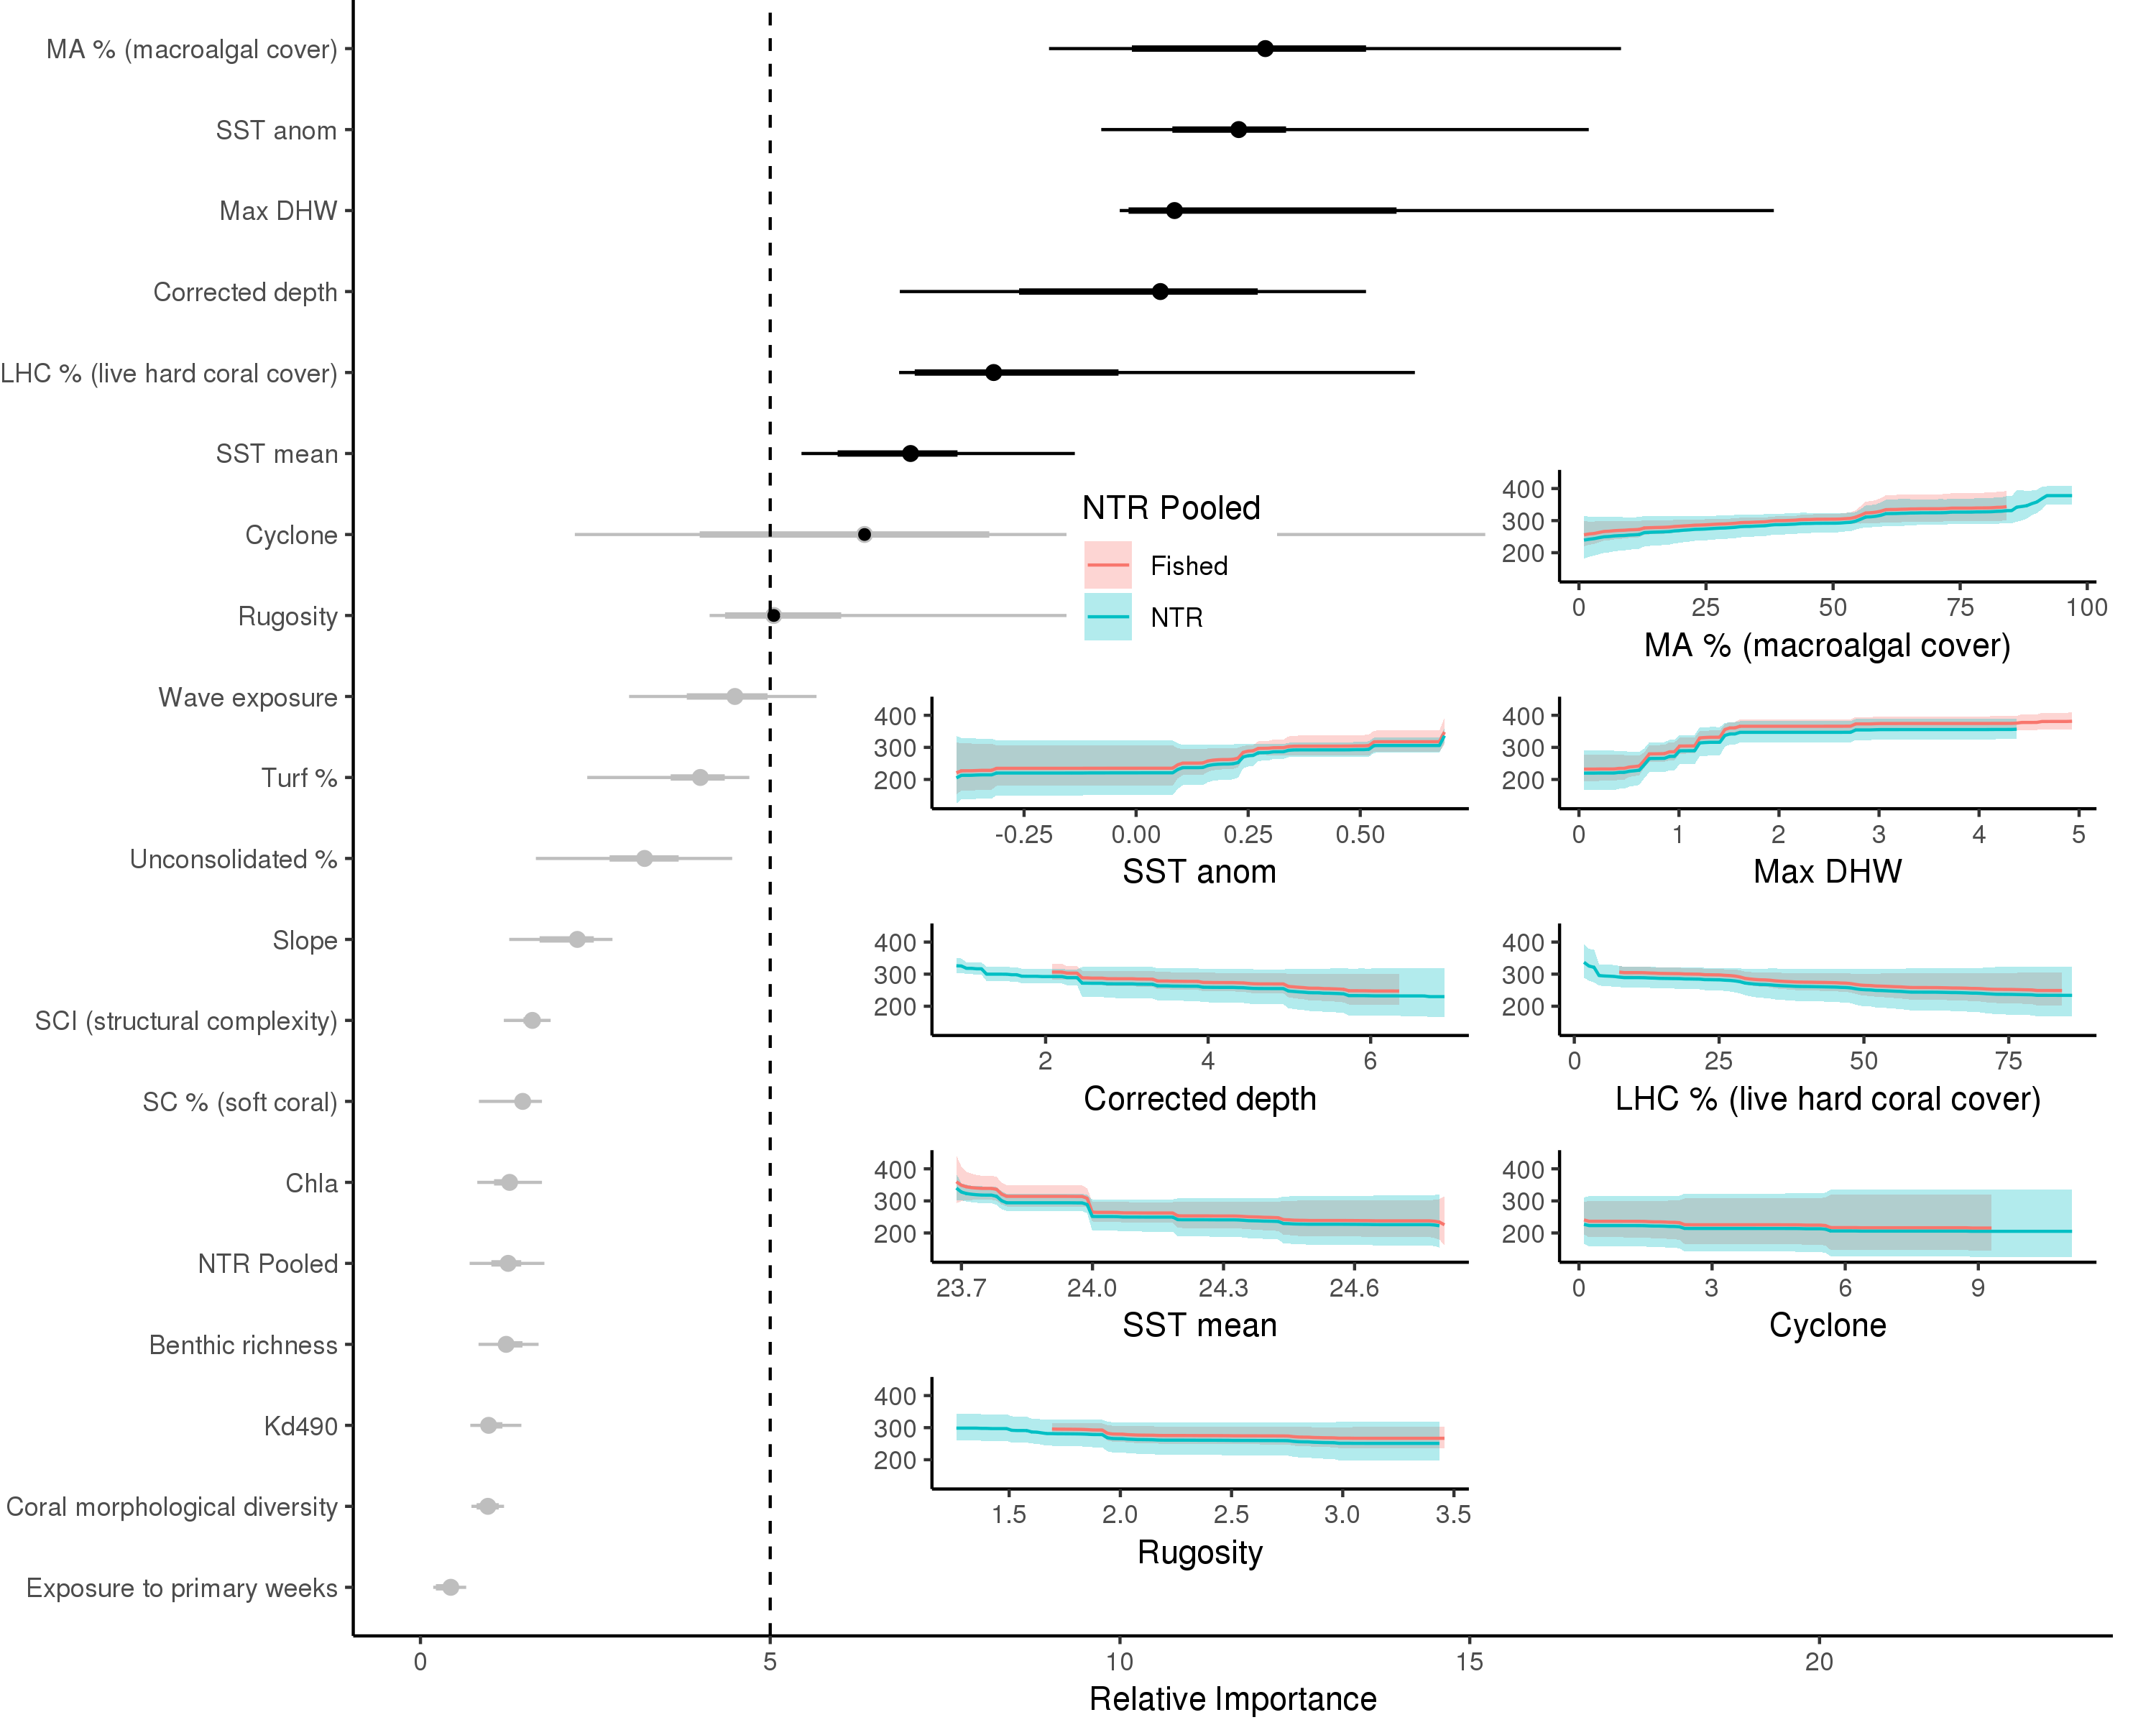 MA % (macroalgal cover)
SST anom
Max DHW
Corrected depth
LHC % (live hard coral cover)
SST mean
Cyclone
Rugosity
Wave exposure
Turf %
Unconsolidated %
Slope
SCI (structural complexity)
SC % (soft coral)
Chla
NTR Pooled
Benthic richness
Kd490
Coral morphological diversity
Exposure to primary weeks
0 5 10 15 20
Relative Importance
NTR Pooled
Fished
NTR
400
300
200
0 25 50 75 100
MA % (macroalgal cover)
400
300
200
-0.25 0.00 0.25 0.50
SST anom
400
300
200
0 1 2 3 4 5
Max DHW
400
300
200
2 4 6
Corrected depth
400
300
200
0 25 50 75
LHC % (live hard coral cover)
400
300
200
23.7 24.0 24.3 24.6
SST mean
400
300
200
0 3 6 9
Cyclone
400
300
200
1.5 2.0 2.5 3.0 3.5
Rugosity